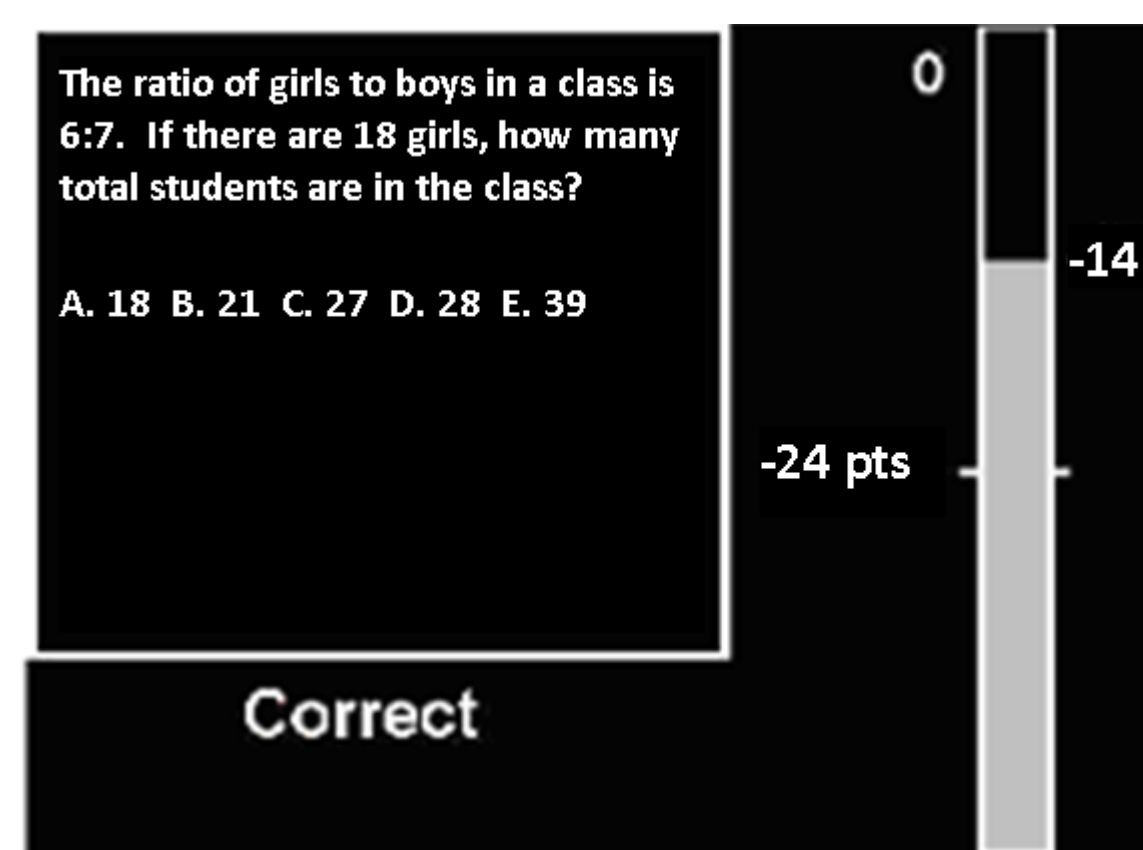 The ratio of girls to boys in a class is
6:7.  If there are 18 girls, how many
total students are in the class?
A. 18  B. 21  C. 27  D. 28  E. 39
0
-14
-24 pts
Correct